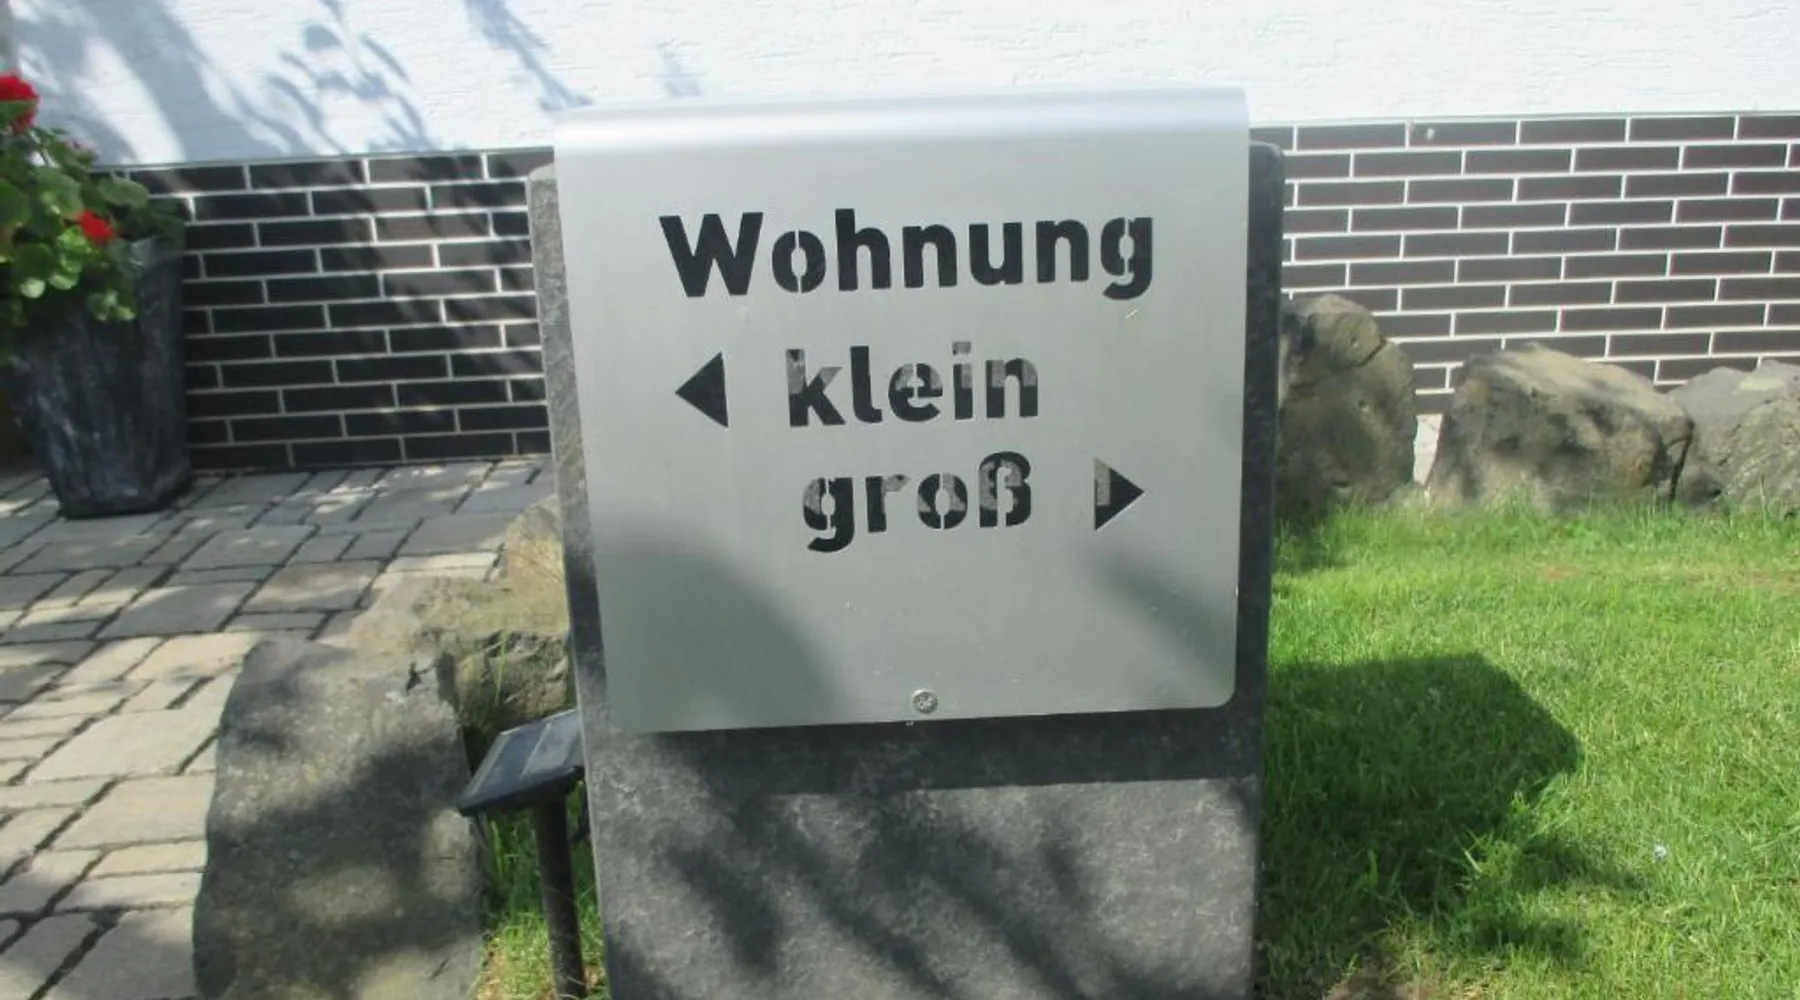 Wohnung
◀ klein
groß ▶